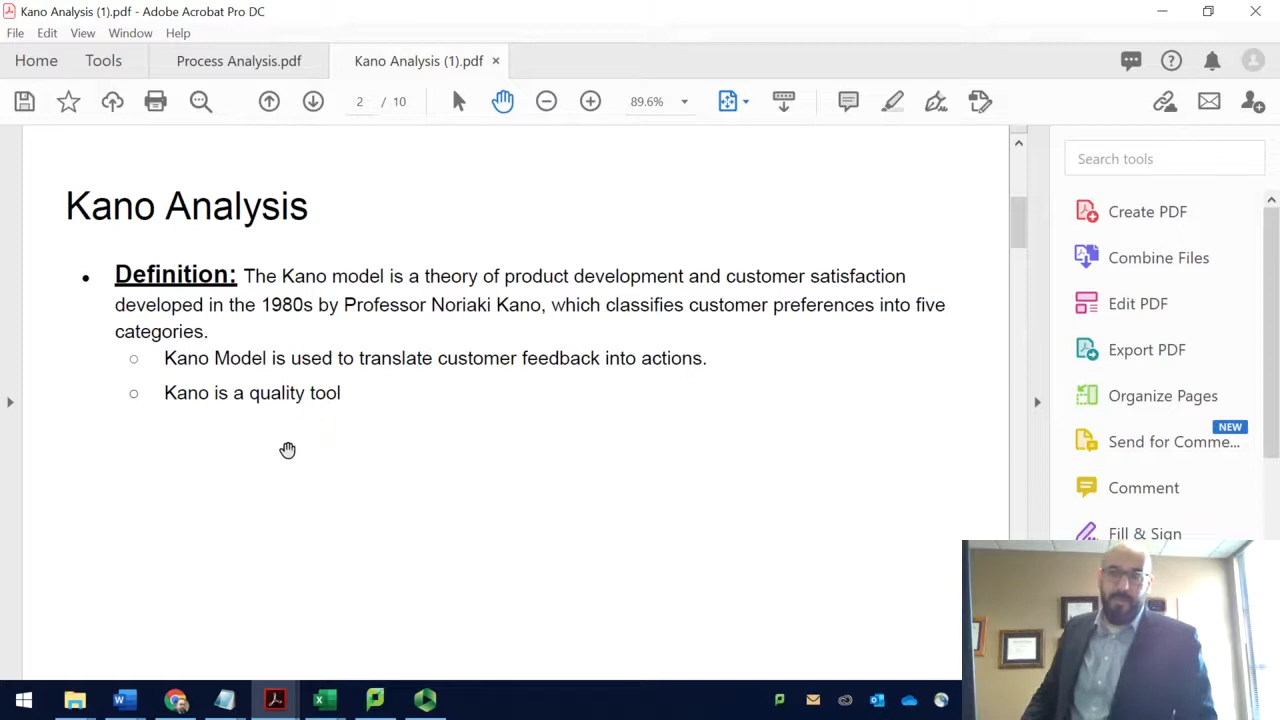 Kano Analysis (1).pdf - Adobe Acrobat Pro DC
File Edit View Window Help
Home Tools Process Analysis.pdf Kano Analysis (1).pdf ×
2 / 10 89.6%
Kano Analysis
• Definition: The Kano model is a theory of product development and customer satisfaction
developed in the 1980s by Professor Noriaki Kano, which classifies customer preferences into five
categories.
○ Kano Model is used to translate customer feedback into actions.
○ Kano is a quality tool
Search tools
Create PDF
Combine Files
Edit PDF
Export PDF
Organize Pages
NEW
Send for Comme...
Comment
Fill & Sign